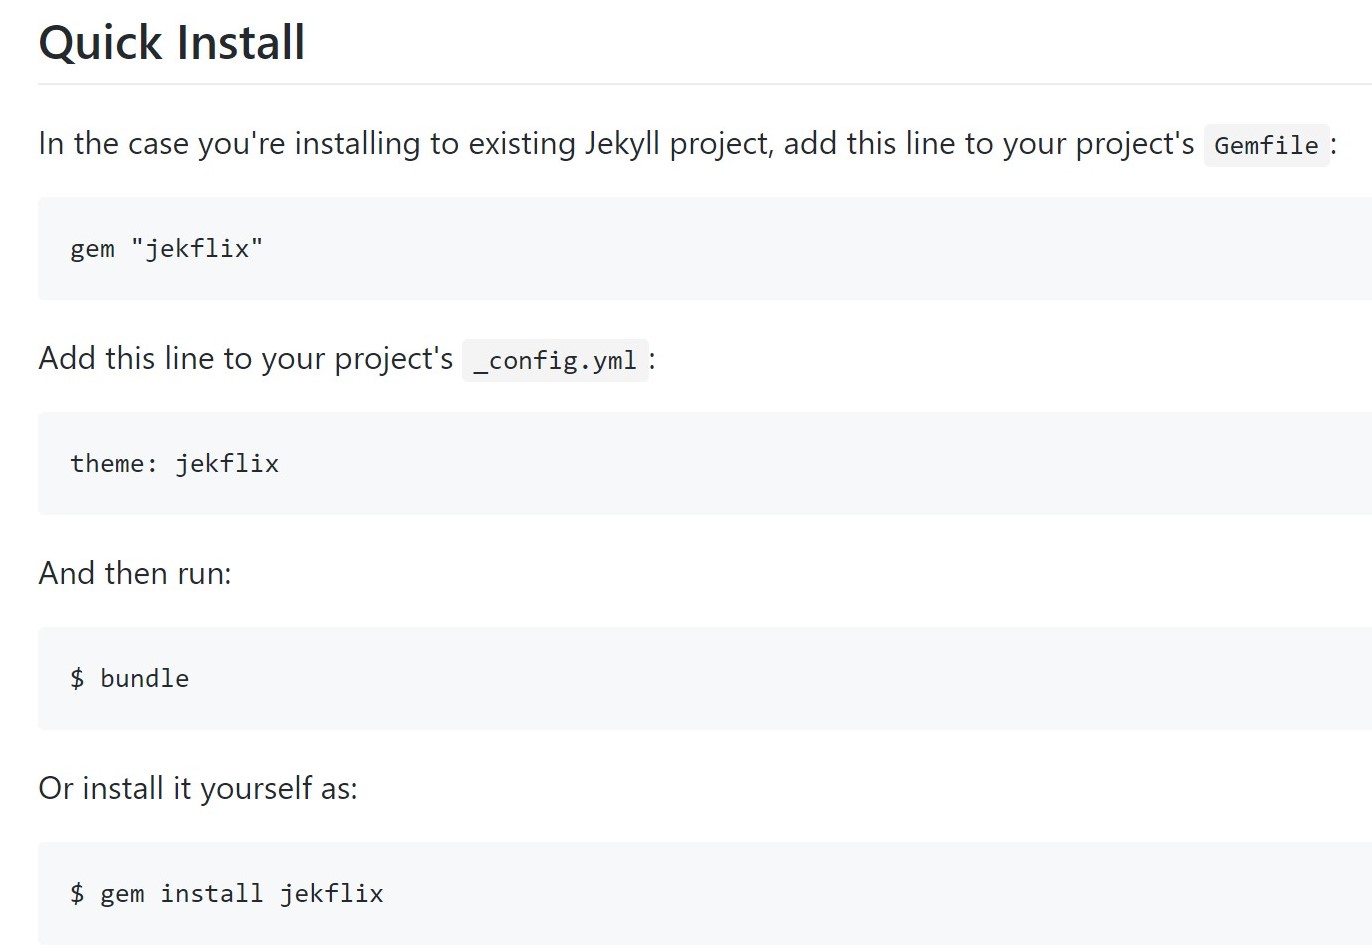 Quick Install
In the case you're installing to existing Jekyll project, add this line to your project's Gemfile:
gem "jekflix"
Add this line to your project's _config.yml:
theme: jekflix
And then run:
$ bundle
Or install it yourself as:
$ gem install jekflix